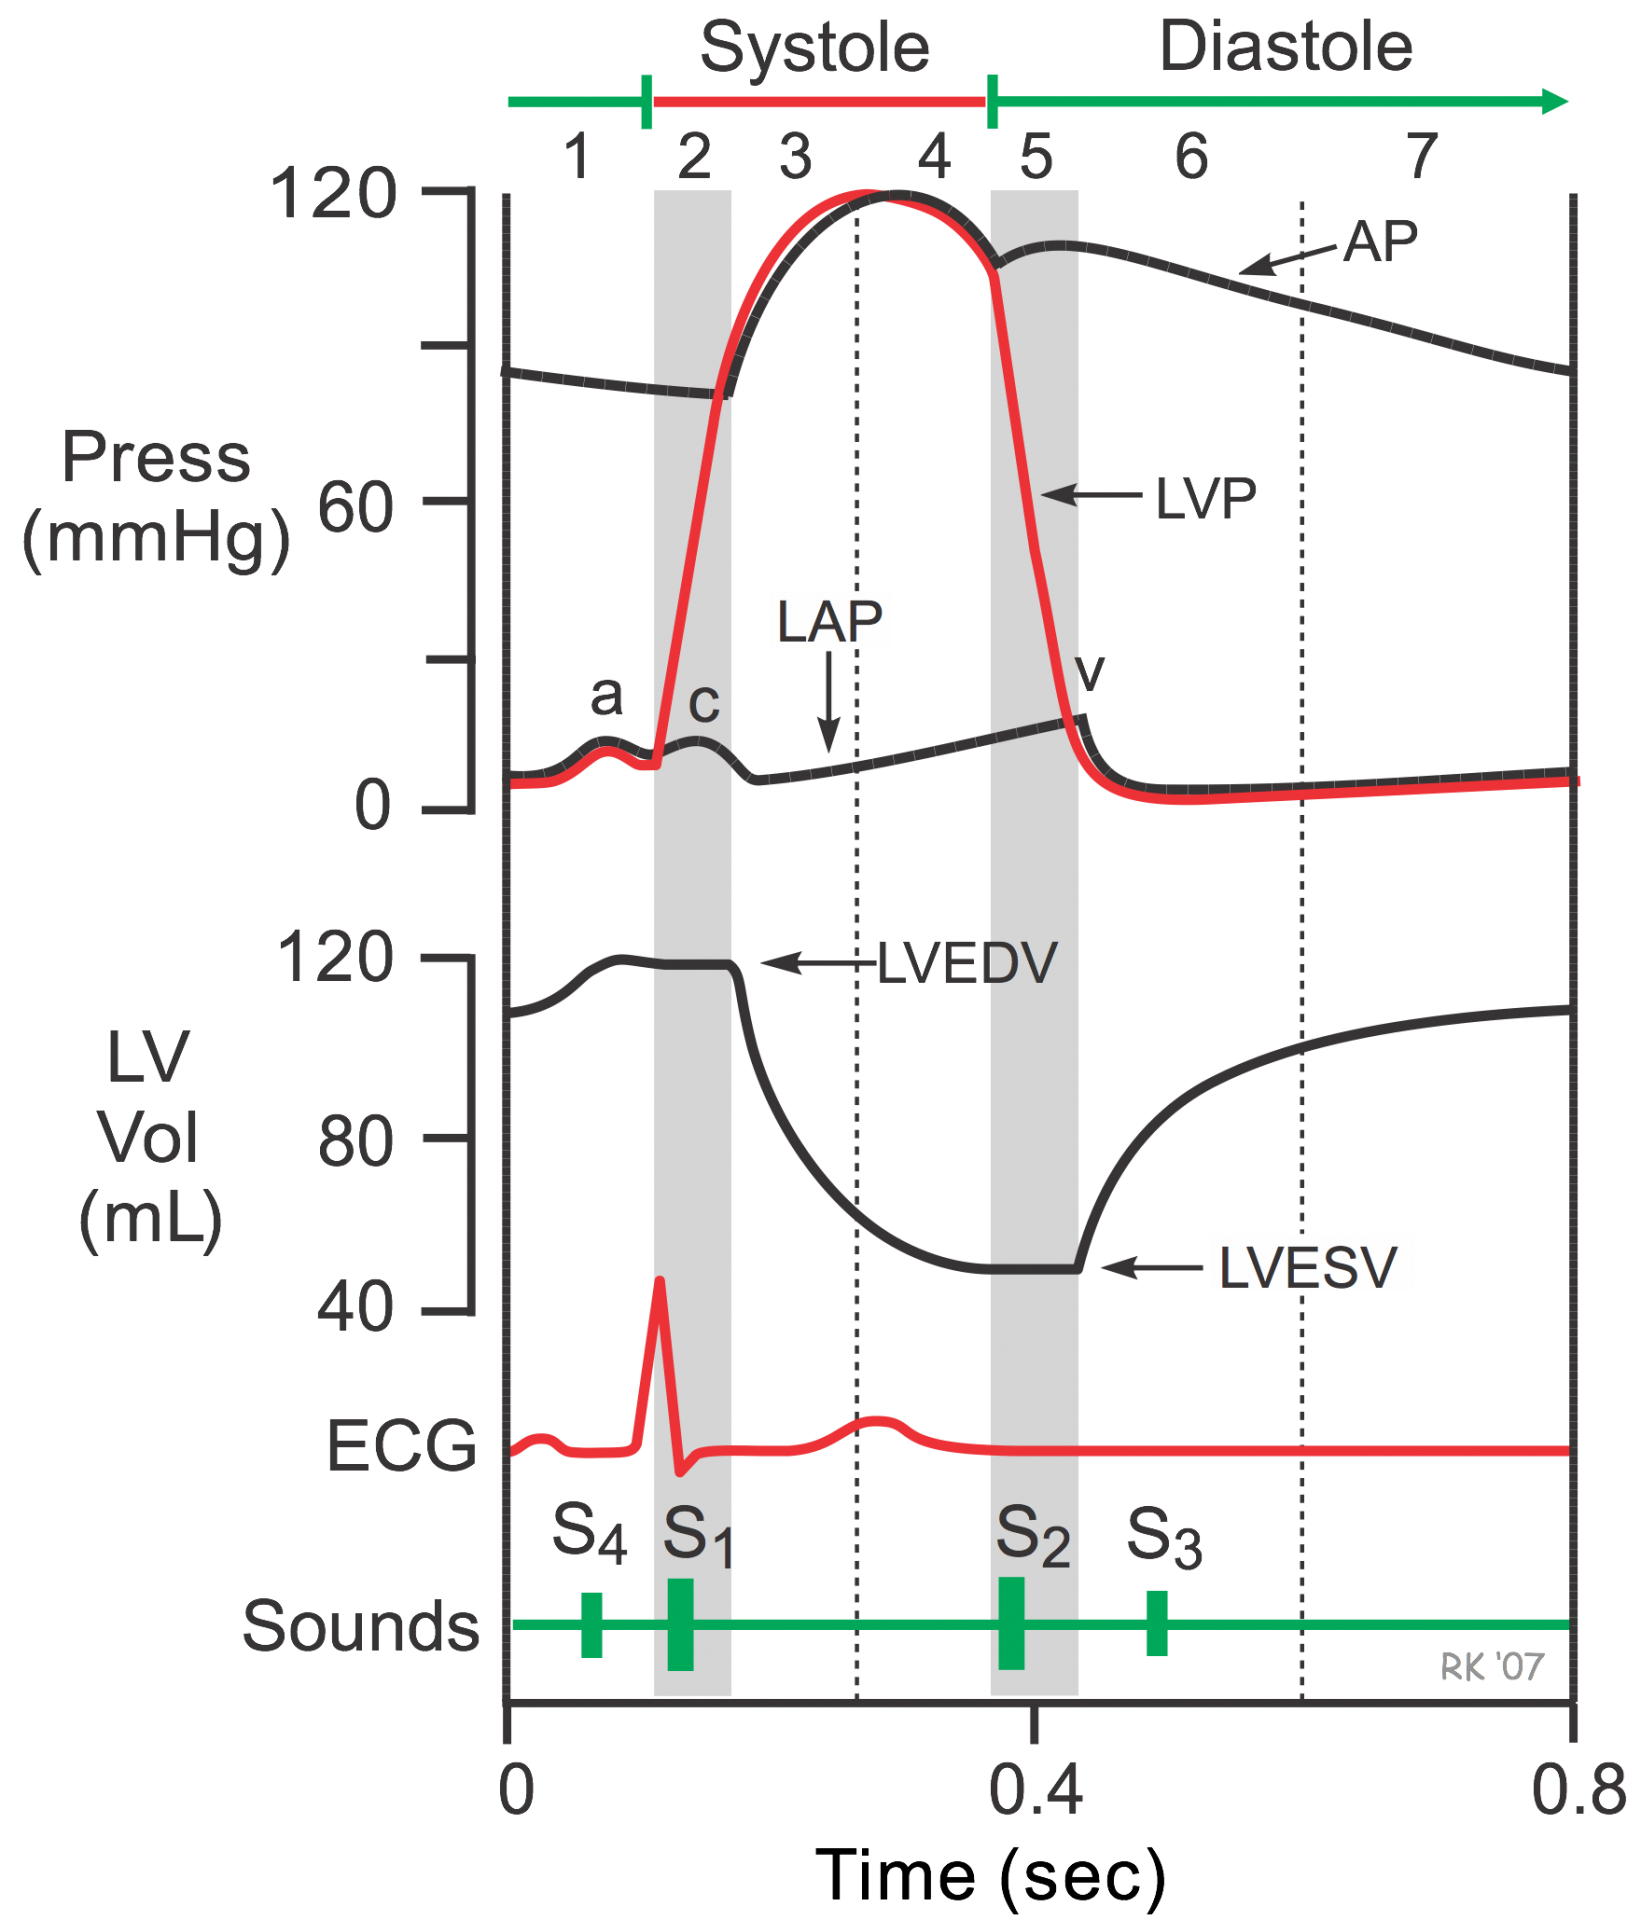 Systole Diastole
1 2 3 4 5 6 7
120
AP
Press
(mmHg)
60
LVP
LAP
a c v
0
120
LVEDV
LV
Vol
(mL)
80
LVESV
40
ECG
S4 S1 S2 S3
Sounds
RK '07
0 0.4 0.8
Time (sec)